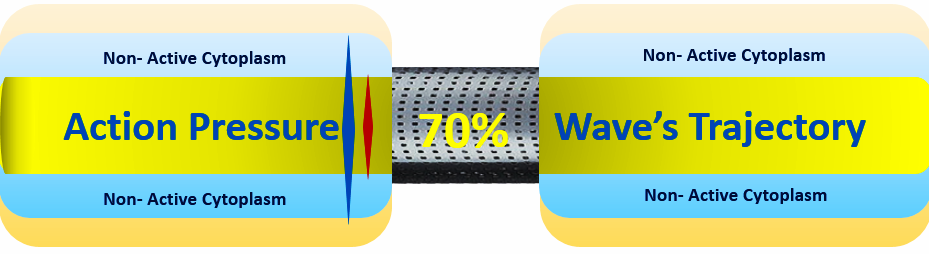 Non- Active Cytoplasm
Non- Active Cytoplasm
Action Pressure
70%
Wave's Trajectory
Non- Active Cytoplasm
Non- Active Cytoplasm